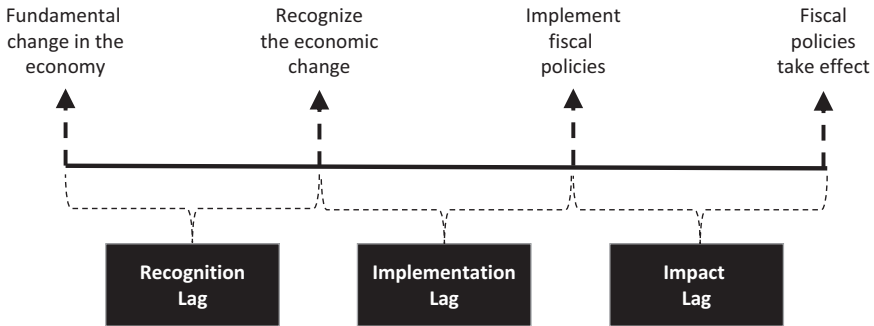 Fundamental
change in the
economy
Recognize
the economic
change
Implement
fiscal
policies
Fiscal
policies
take effect
Recognition
Lag
Implementation
Lag
Impact
Lag